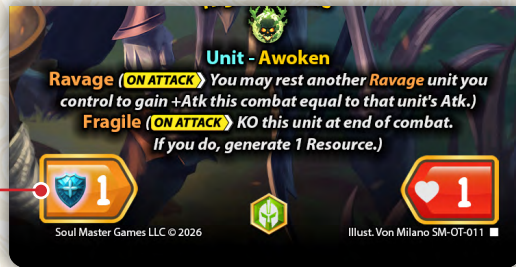 Unit - Awoken
Ravage (ON ATTACK) You may rest another Ravage unit you
control to gain +Atk this combat equal to that unit's Atk.)
Fragile (ON ATTACK) KO this unit at end of combat.
If you do, generate 1 Resource.)
1
1
Soul Master Games LLC © 2026
Illust. Von Milano SM-OT-011